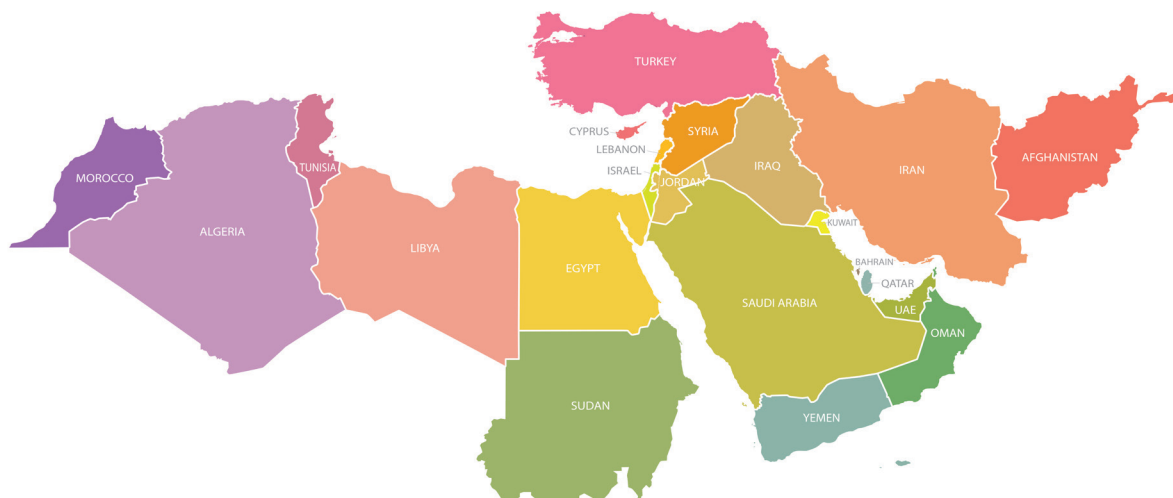 TURKEY
CYPRUS
SYRIA
LEBANON
AFGHANISTAN
TUNISIA
IRAQ
IRAN
ISRAEL
MOROCCO
JORDAN
KUWAIT
ALGERIA
LIBYA
BAHRAIN
EGYPT
QATAR
SAUDI ARABIA
UAE
OMAN
SUDAN
YEMEN